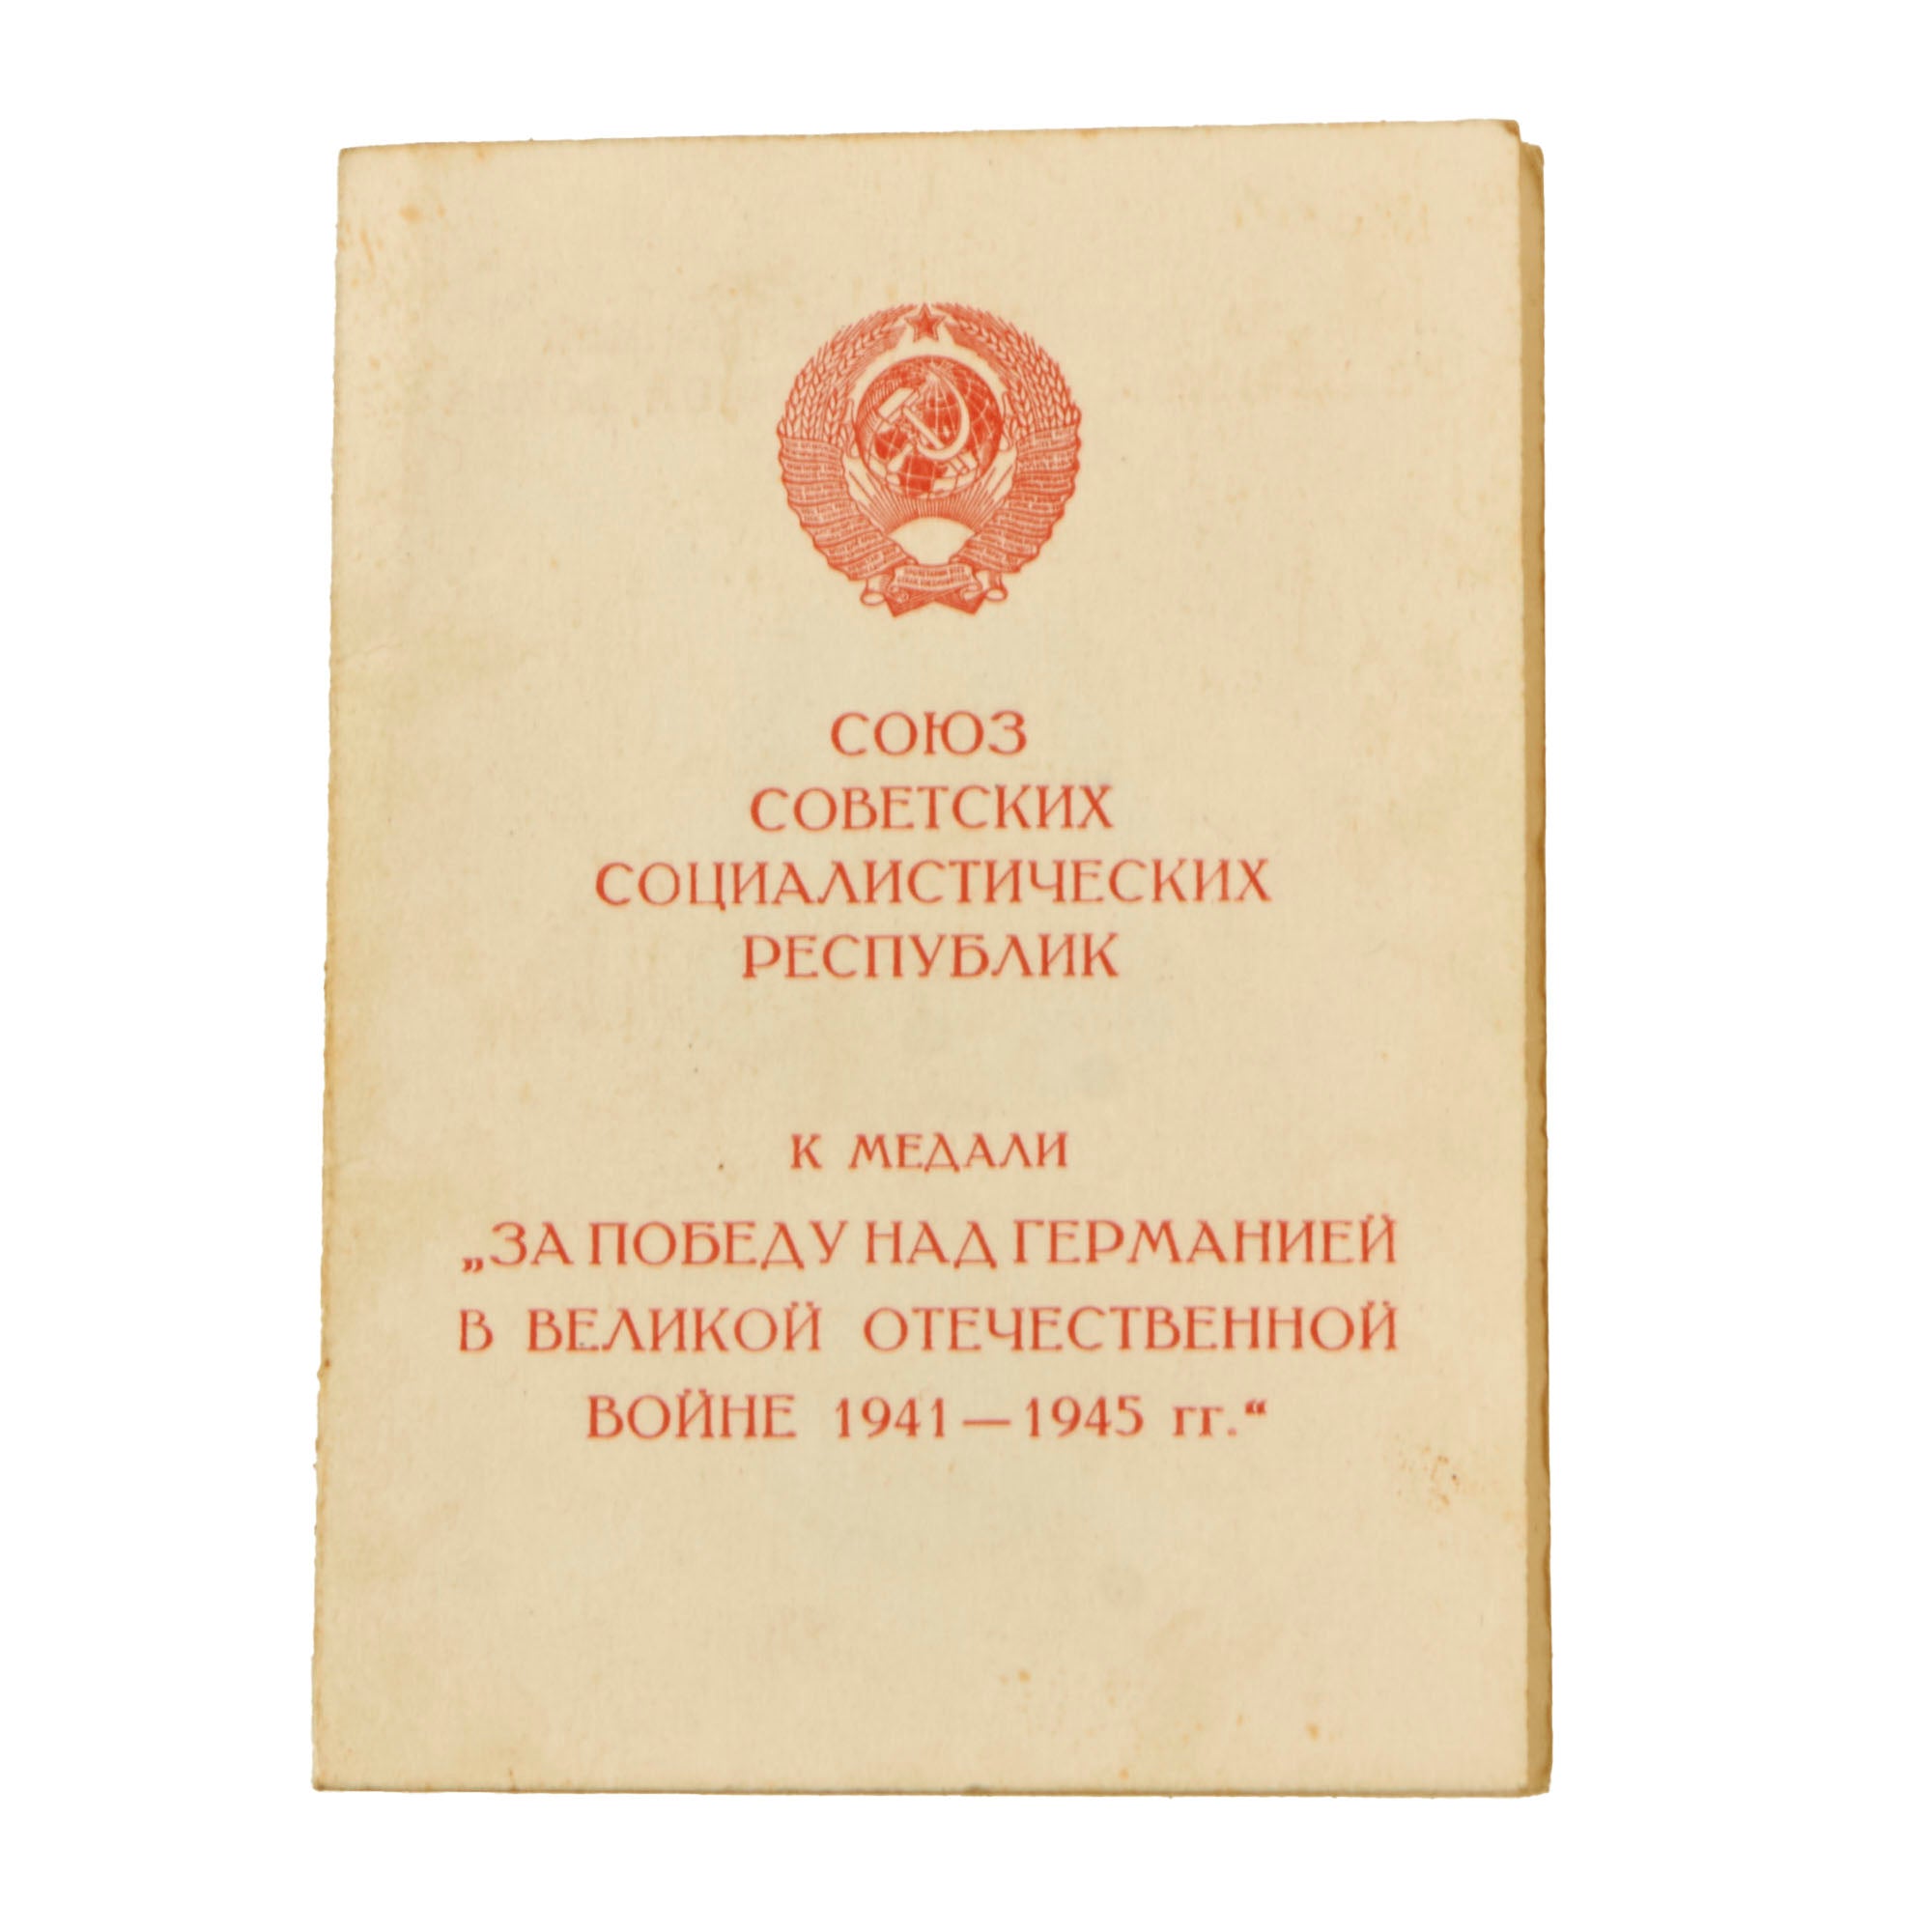 СОЮЗ
СОВЕТСКИХ
СОЦИАЛИСТИЧЕСКИХ
РЕСПУБЛИК
К МЕДАЛИ
„ЗА ПОБЕДУ НАД ГЕРМАНИЕЙ
В ВЕЛИКОЙ ОТЕЧЕСТВЕННОЙ
ВОЙНЕ 1941—1945 гг.“